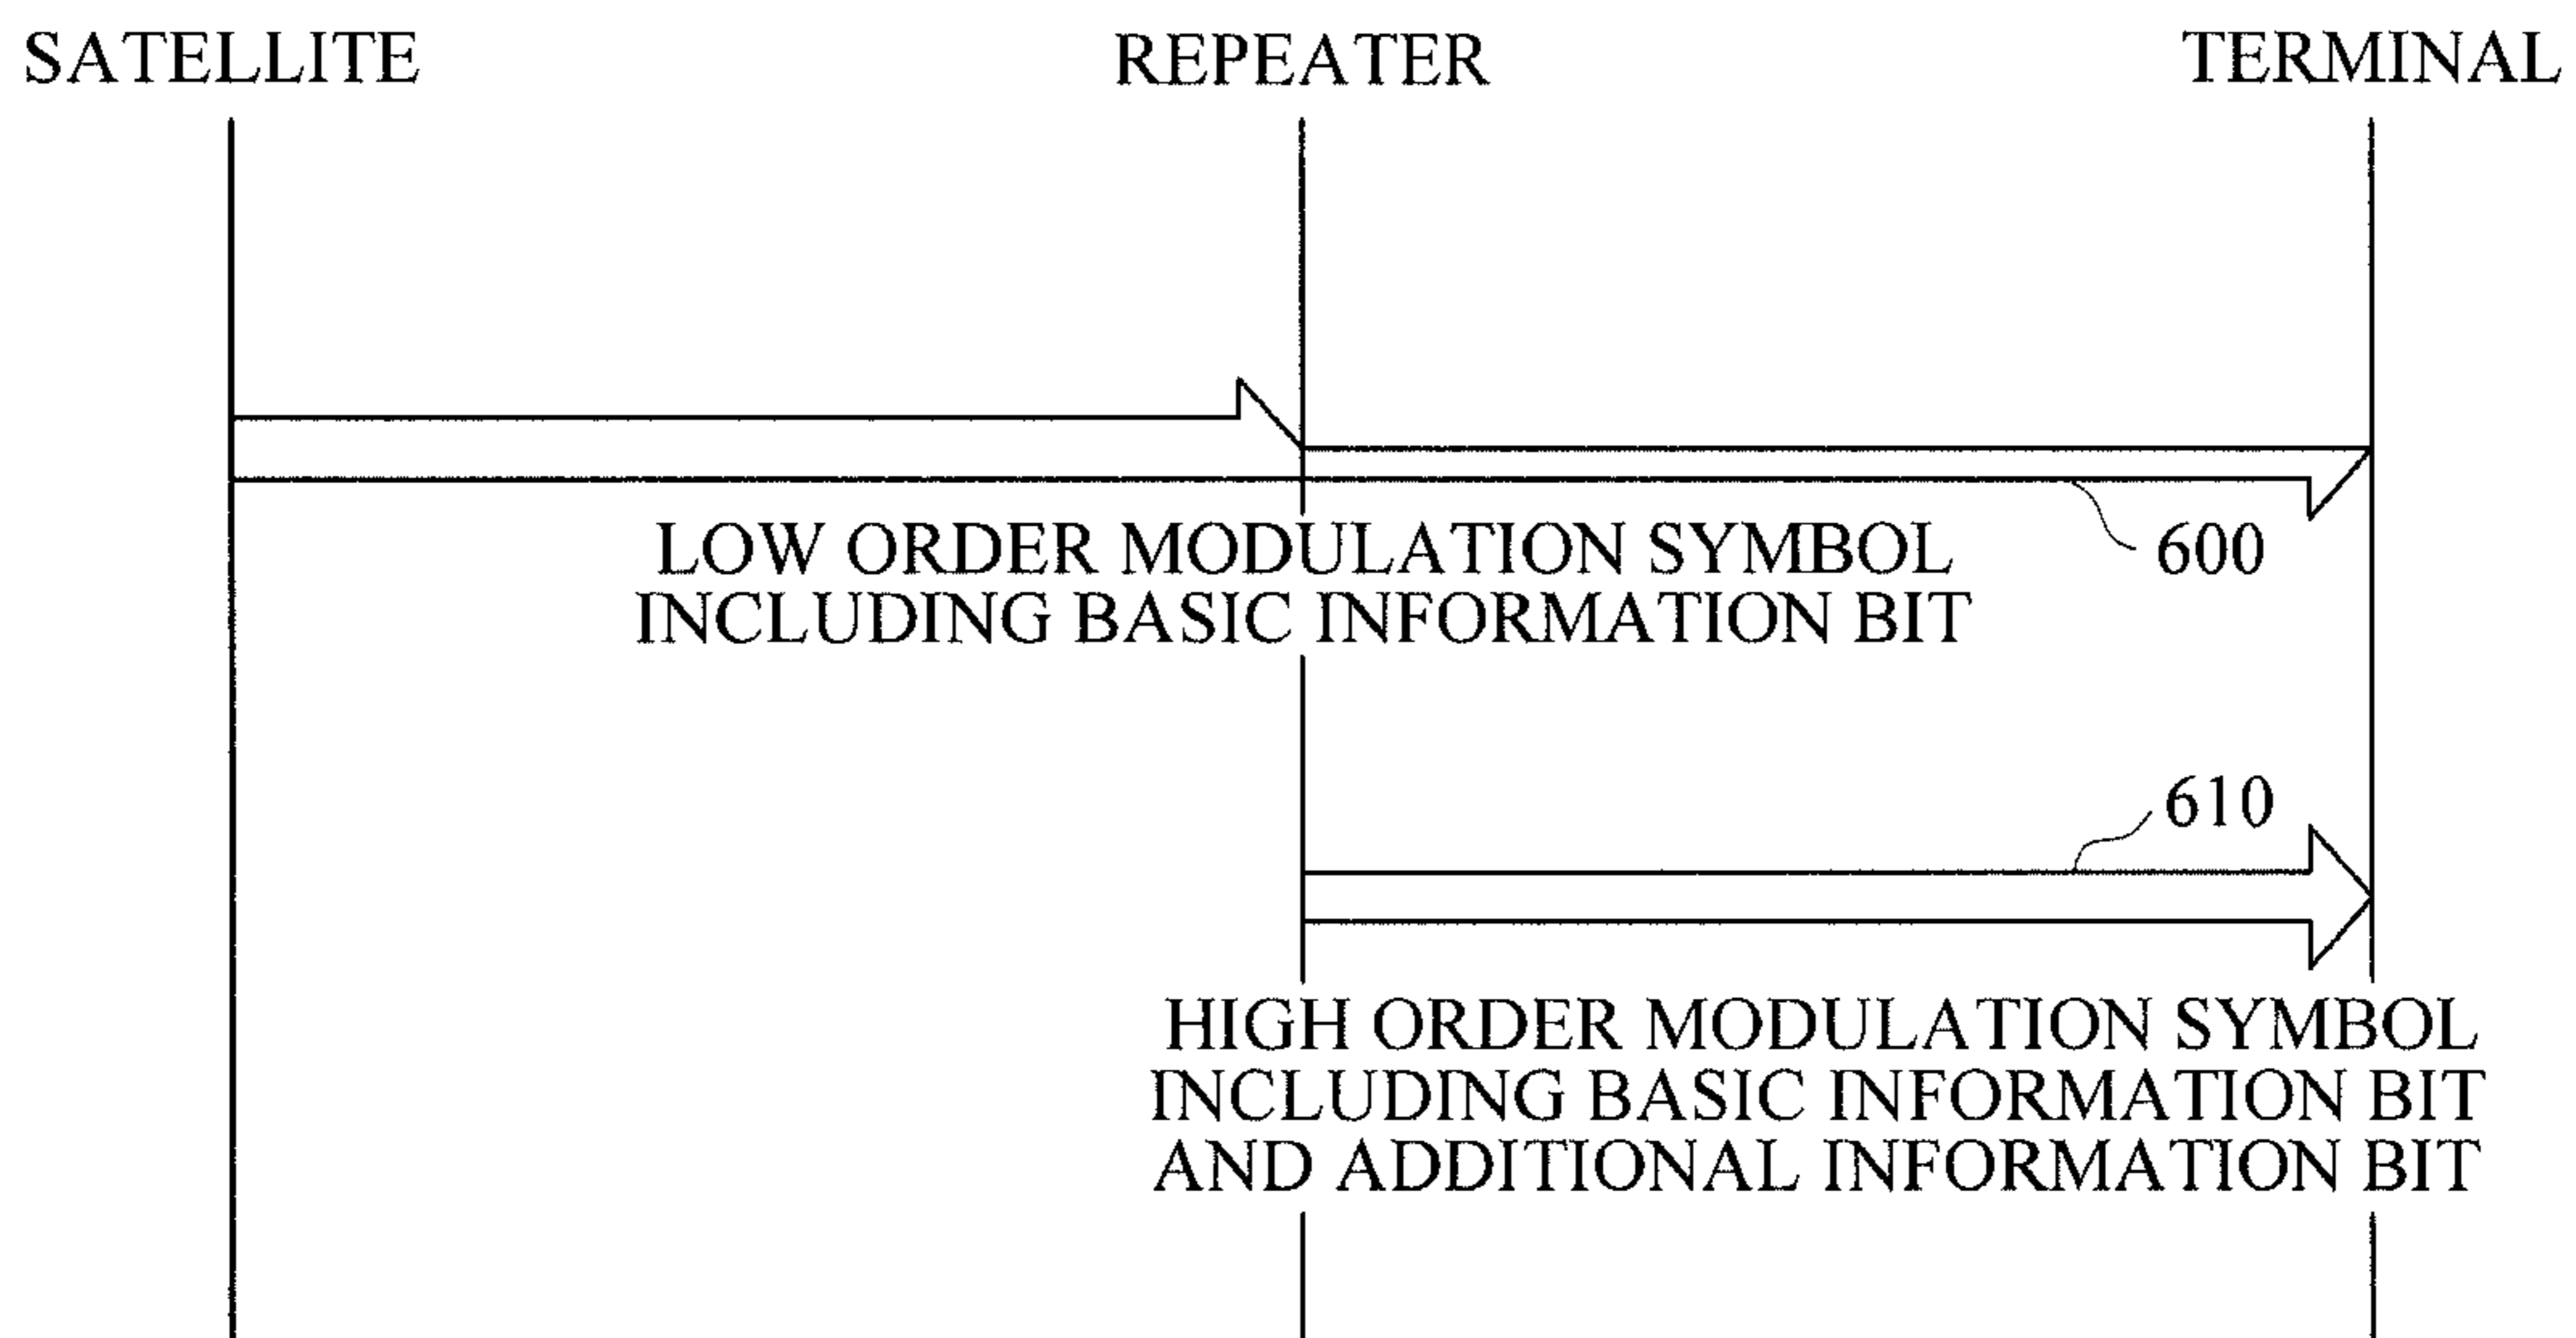 SATELLITE REPEATER TERMINAL
LOW ORDER MODULATION SYMBOL
INCLUDING BASIC INFORMATION BIT
600
610
HIGH ORDER MODULATION SYMBOL
INCLUDING BASIC INFORMATION BIT
AND ADDITIONAL INFORMATION BIT